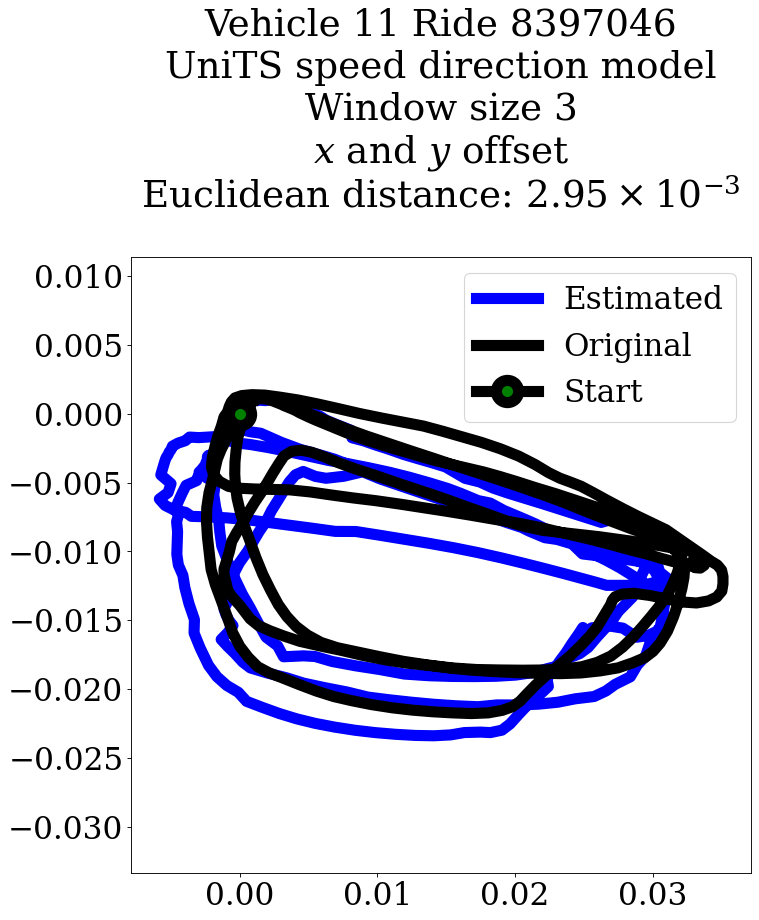 Vehicle 11 Ride 8397046
UniTS speed direction model
Window size 3
x and y offset
Euclidean distance: 2.95 × 10⁻³
Estimated
Original
Start
0.010
0.005
0.000
−0.005
−0.010
−0.015
−0.020
−0.025
−0.030
0.00 0.01 0.02 0.03